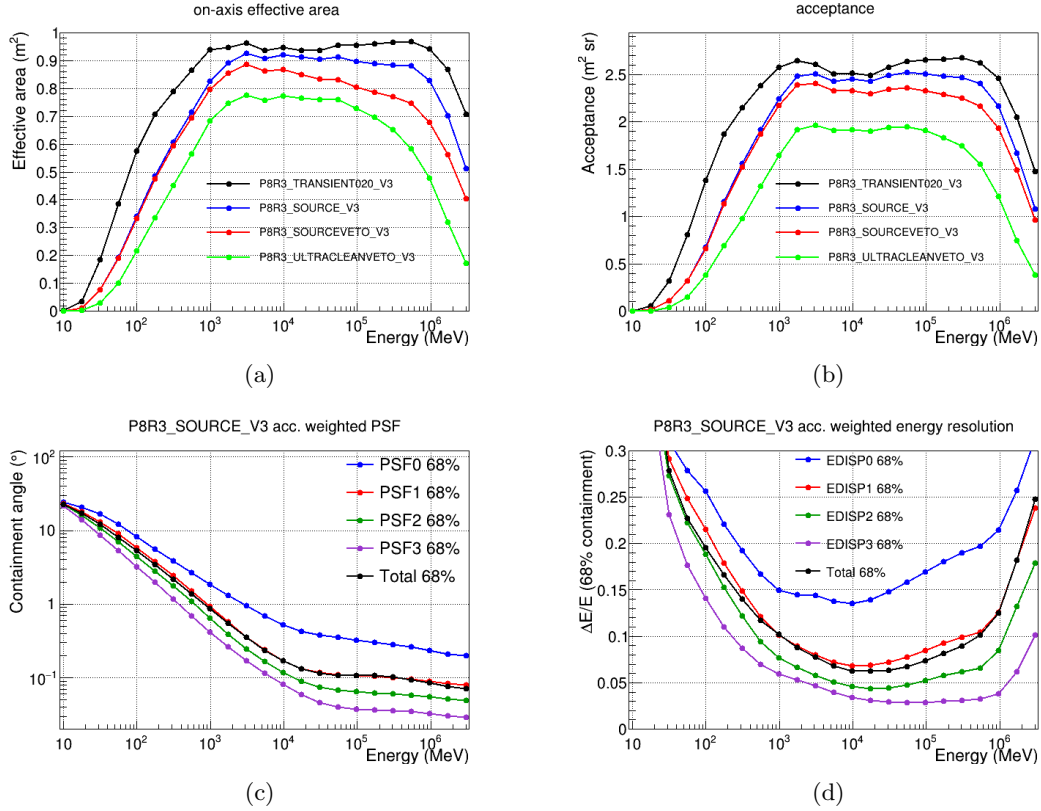 on-axis effective area
Effective area (m²)
1
0.9
0.8
0.7
0.6
0.5
0.4
0.3
0.2
0.1
0
P8R3_TRANSIENT020_V3
P8R3_SOURCE_V3
P8R3_SOURCEVETO_V3
P8R3_ULTRACLEANVETO_V3
10 10² 10³ 10⁴ 10⁵ 10⁶
Energy (MeV)
(a)
acceptance
Acceptance (m² sr)
2.5
2
1.5
1
0.5
0
P8R3_TRANSIENT020_V3
P8R3_SOURCE_V3
P8R3_SOURCEVETO_V3
P8R3_ULTRACLEANVETO_V3
10 10² 10³ 10⁴ 10⁵ 10⁶
Energy (MeV)
(b)
P8R3_SOURCE_V3 acc. weighted PSF
Containment angle (°)
10²
10
1
10⁻¹
PSF0 68%
PSF1 68%
PSF2 68%
PSF3 68%
Total 68%
10 10² 10³ 10⁴ 10⁵ 10⁶
Energy (MeV)
(c)
P8R3_SOURCE_V3 acc. weighted energy resolution
ΔE/E (68% containment)
0.3
0.25
0.2
0.15
0.1
0.05
0
EDISP0 68%
EDISP1 68%
EDISP2 68%
EDISP3 68%
Total 68%
10 10² 10³ 10⁴ 10⁵ 10⁶
Energy (MeV)
(d)